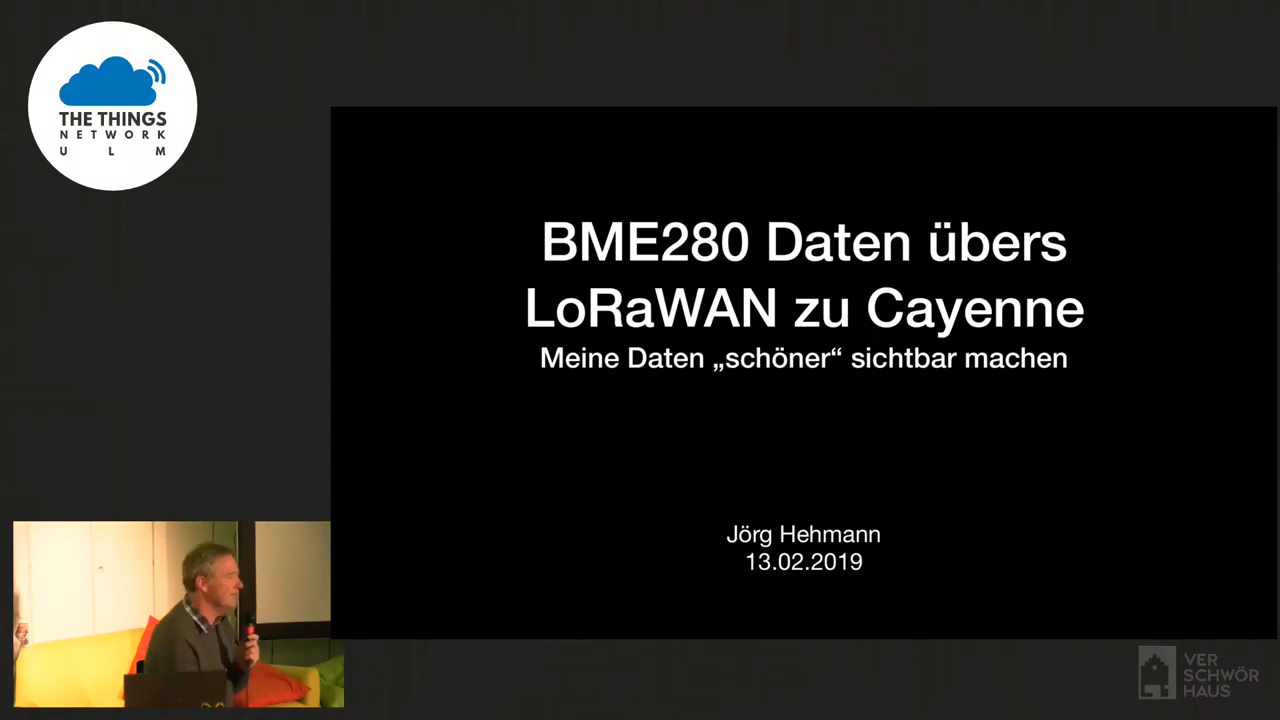 THE THINGS
NETWORK
ULM
BME280 Daten übers
LoRaWAN zu Cayenne
Meine Daten „schöner“ sichtbar machen
Jörg Hehmann
13.02.2019
VER
SCHWÖR
HAUS